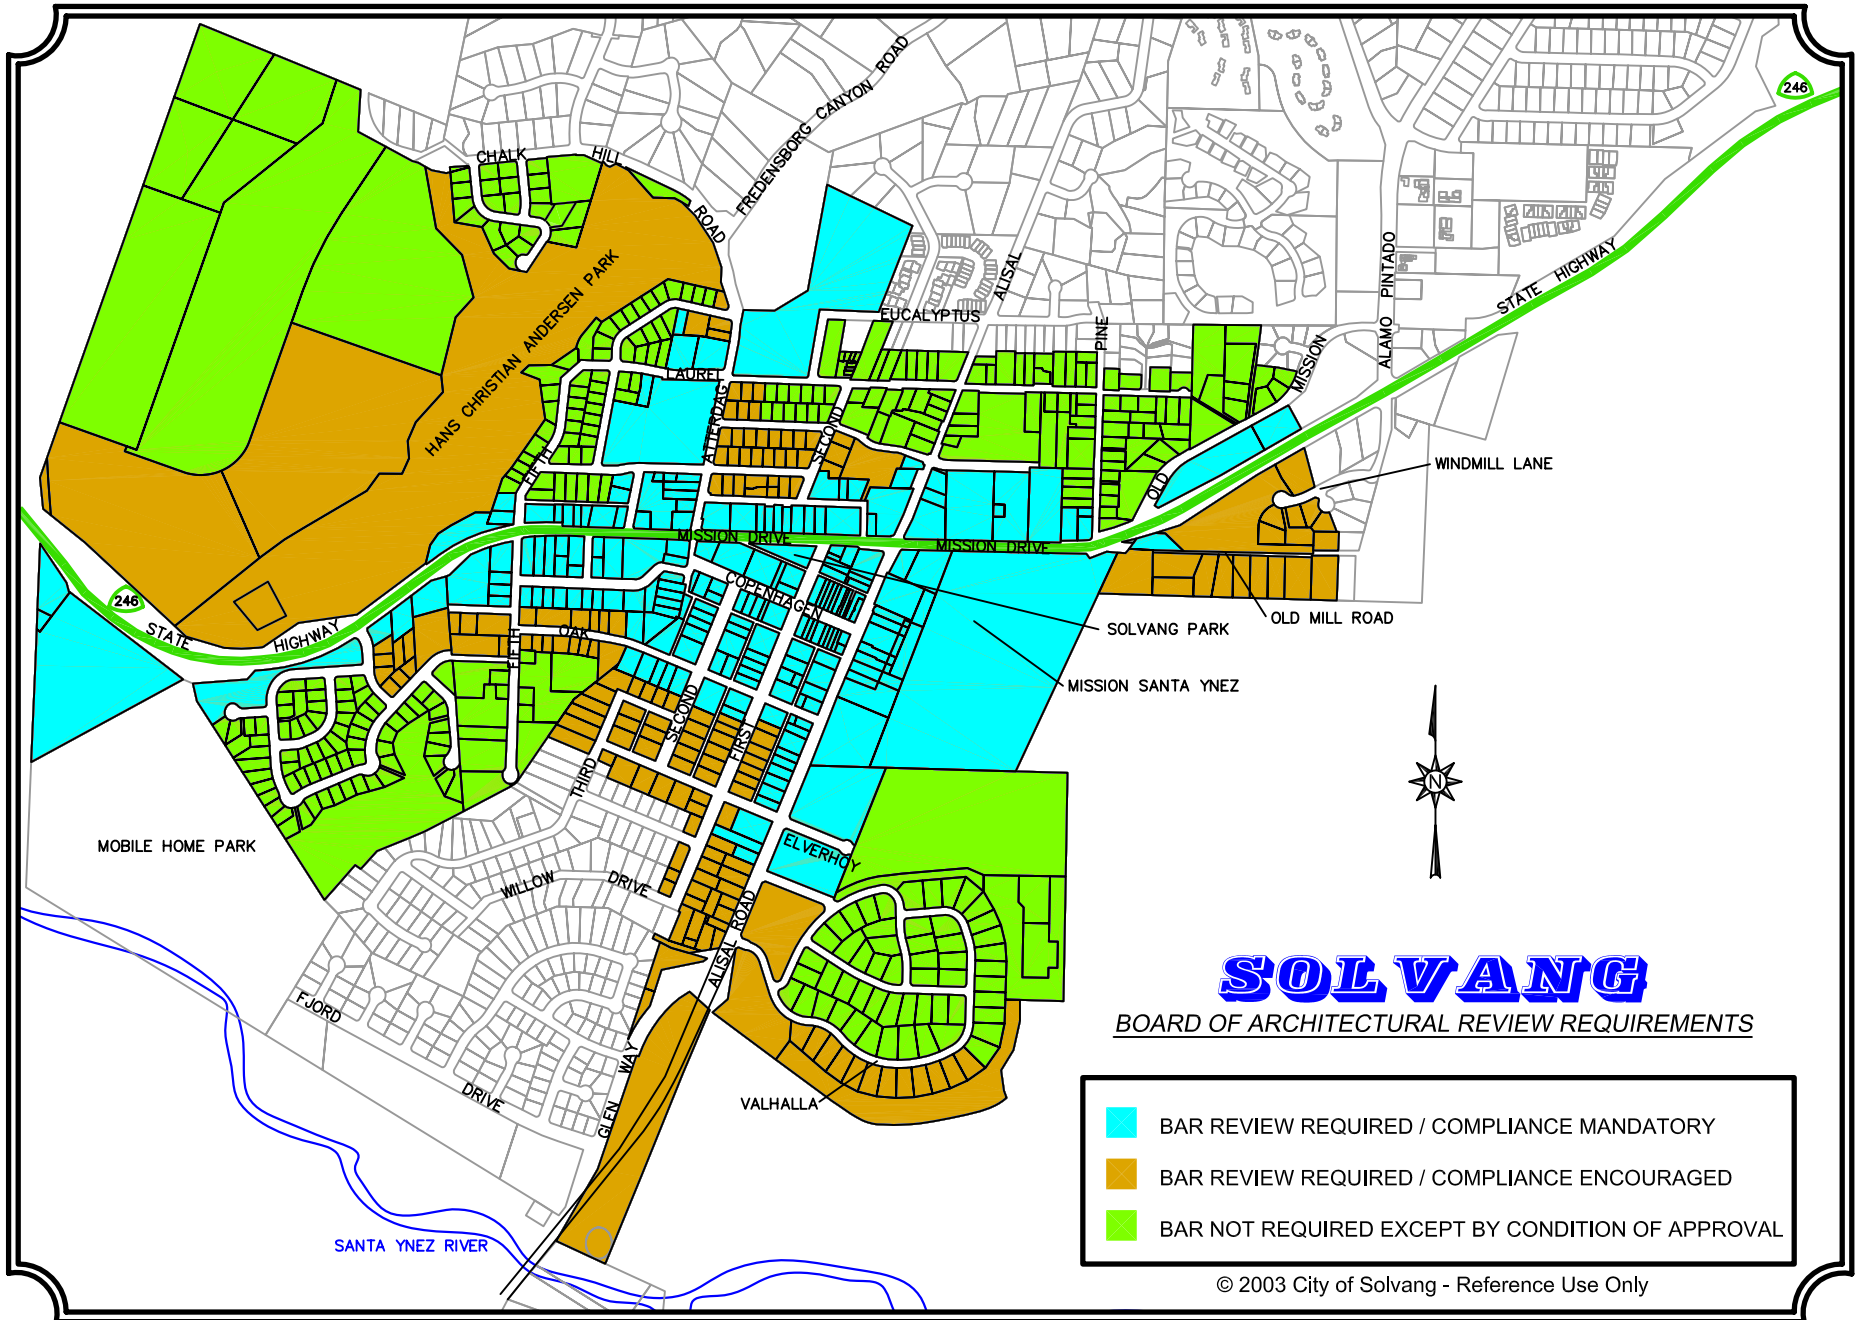 FREDENSBORG CANYON ROAD
246
CHALK
HILL
ROAD
ALISAL
EUCALYPTUS
PINE
ALAMO PINTADO
STATE HIGHWAY
MISSION
OLD
HANS CHRISTIAN ANDERSEN PARK
LAUREL
ATTERDAG
SECOND
FIFTH
WINDMILL LANE
MISSION DRIVE
MISSION DRIVE
COPENHAGEN
246
STATE
HIGHWAY
OAK
FIFTH
OLD MILL ROAD
SOLVANG PARK
MISSION SANTA YNEZ
SECOND
FIRST
THIRD
N
MOBILE HOME PARK
ELVERHOY
WILLOW
DRIVE
ALISAL ROAD
FJORD
DRIVE
GLEN WAY
VALHALLA
SANTA YNEZ RIVER
SOLVANG
BOARD OF ARCHITECTURAL REVIEW REQUIREMENTS
BAR REVIEW REQUIRED / COMPLIANCE MANDATORY
BAR REVIEW REQUIRED / COMPLIANCE ENCOURAGED
BAR NOT REQUIRED EXCEPT BY CONDITION OF APPROVAL
© 2003 City of Solvang - Reference Use Only